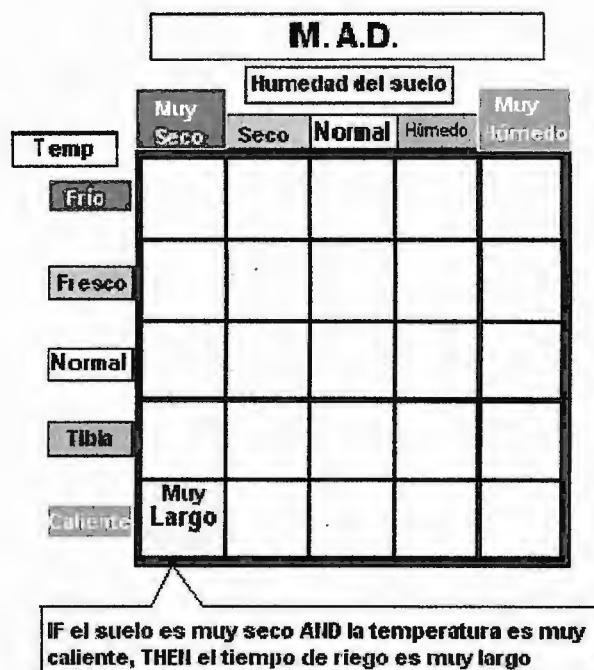 M. A.D.
Humedad del suelo
Muy Seco
Seco
Normal
Húmedo
Muy Húmedo
Temp
Frío
Fresco
Normal
Tibia
Caliente
Muy
Largo
IF el suelo es muy seco AND la temperatura es muy
caliente, THEN el tiempo de riego es muy largo